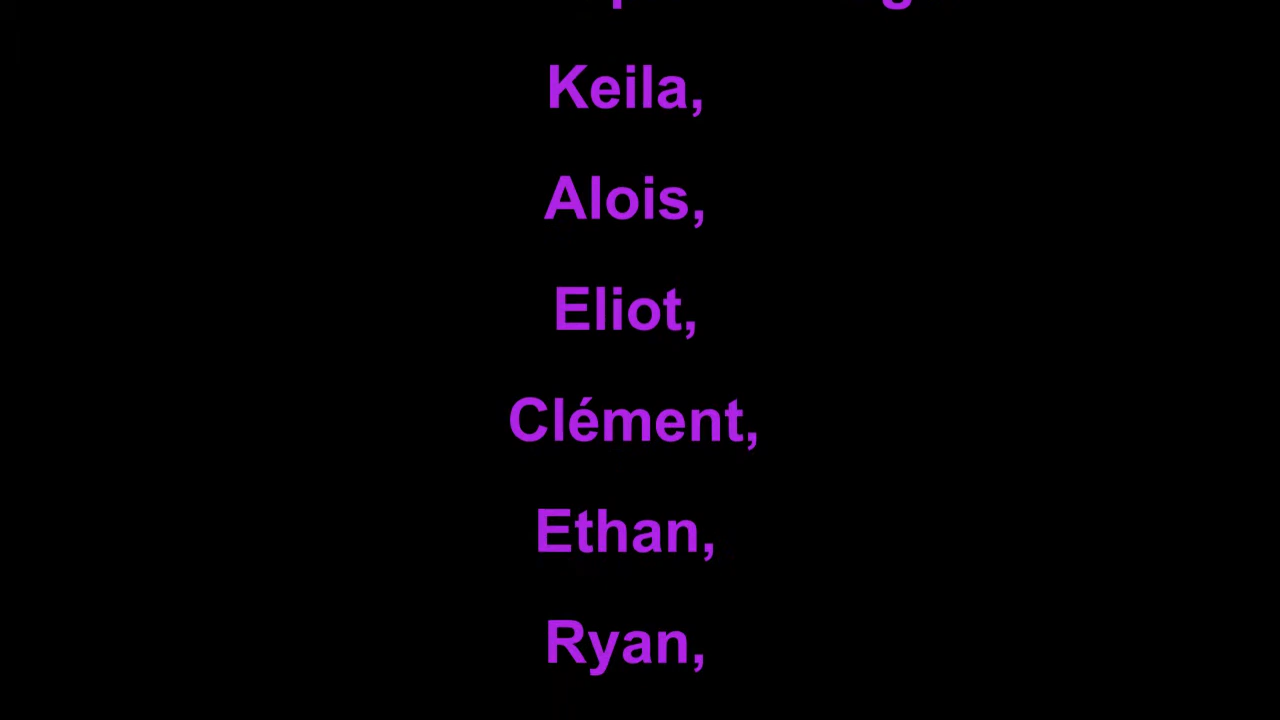 Keila,
Alois,
Eliot,
Clément,
Ethan,
Ryan,